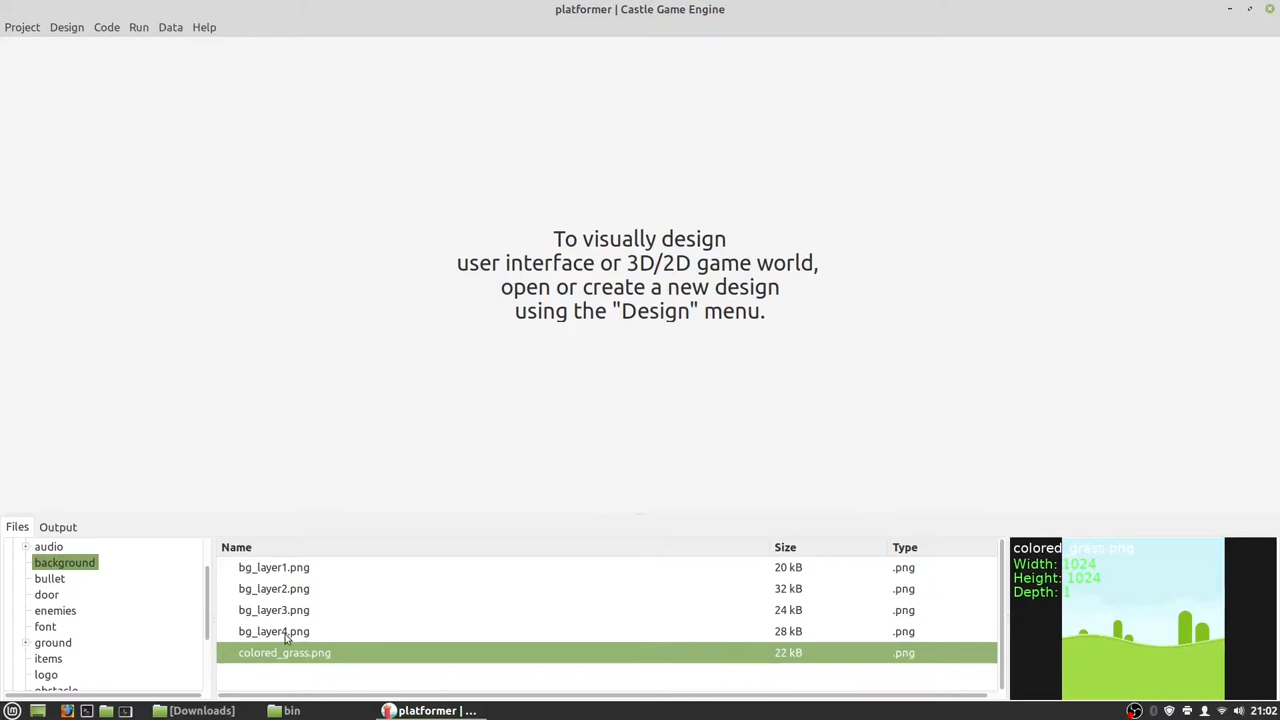 platformer | Castle Game Engine
Project Design Code Run Data Help
To visually design
user interface or 3D/2D game world,
open or create a new design
using the "Design" menu.
Files Output
audio
background
bullet
door
enemies
font
ground
items
logo
obstacle
Name Size Type
bg_layer1.png 20 kB .png
bg_layer2.png 32 kB .png
bg_layer3.png 24 kB .png
bg_layer4.png 28 kB .png
colored_grass.png 22 kB .png
colored_grass.png
Width: 1024
Height: 1024
Depth: 1
[Downloads] bin platformer | ... 21:02